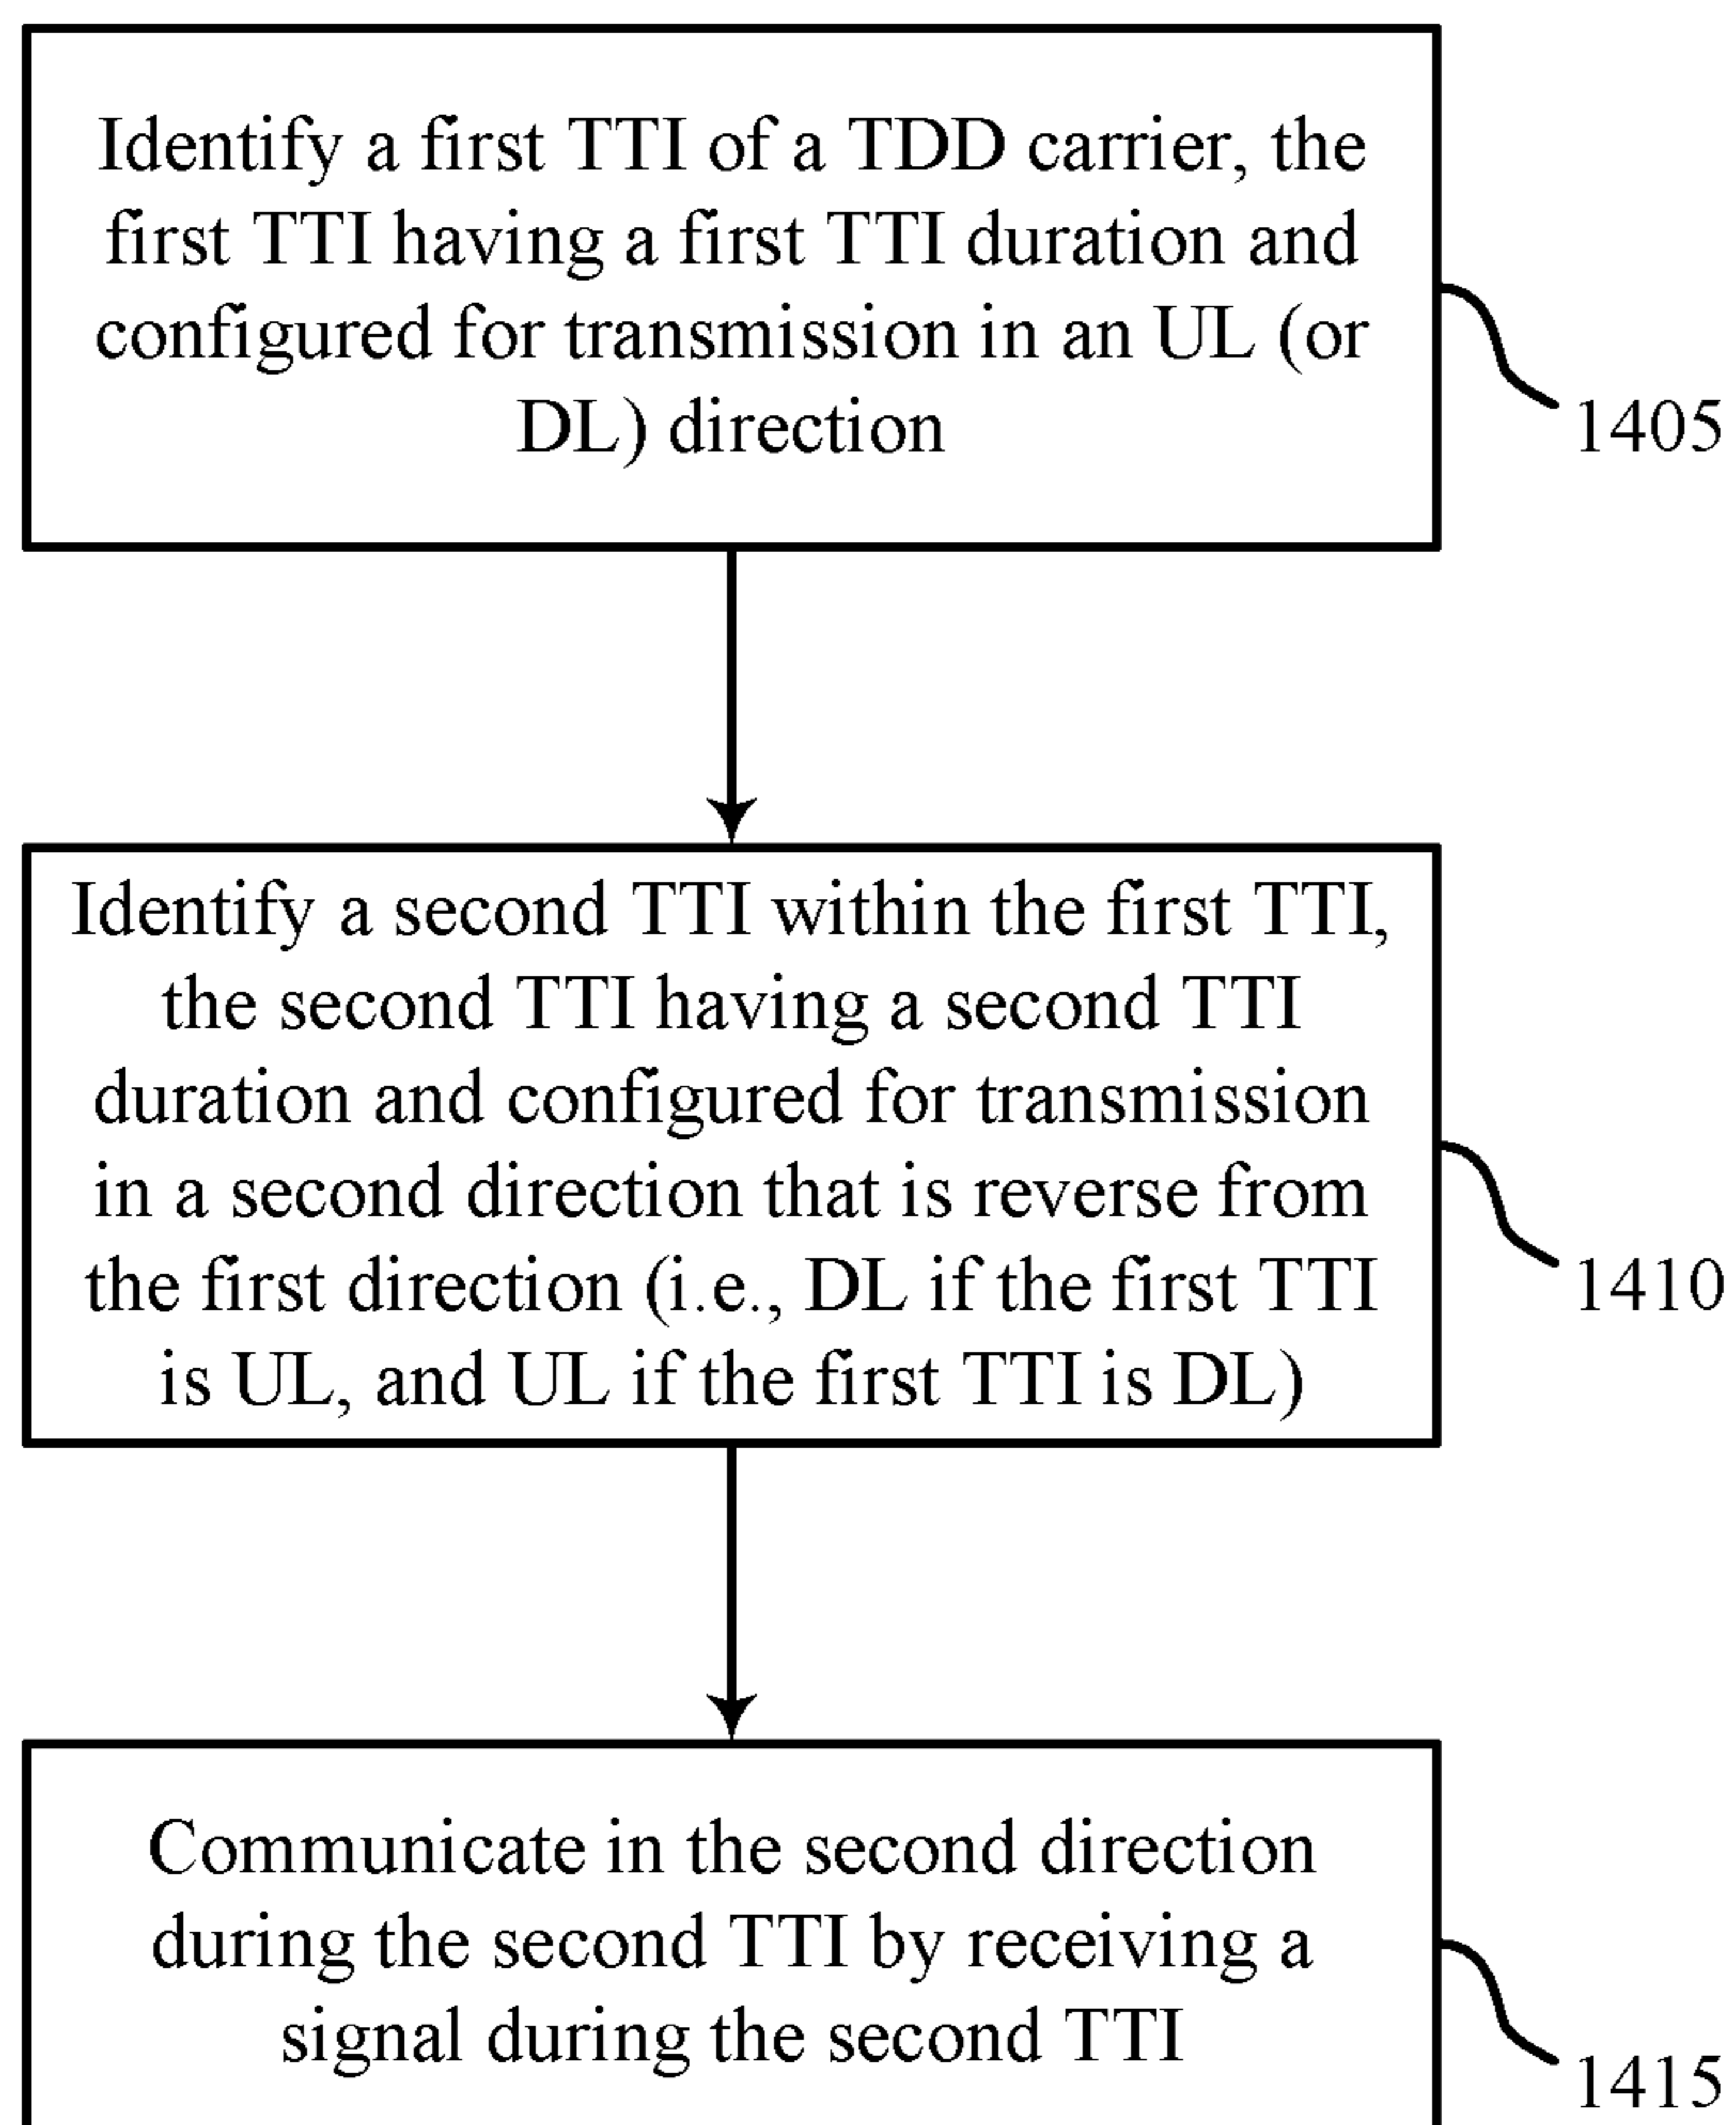 Identify a first TTI of a TDD carrier, the
first TTI having a first TTI duration and
configured for transmission in an UL (or
DL) direction
1405
Identify a second TTI within the first TTI,
the second TTI having a second TTI
duration and configured for transmission
in a second direction that is reverse from
the first direction (i.e., DL if the first TTI
is UL, and UL if the first TTI is DL)
1410
Communicate in the second direction
during the second TTI by receiving a
signal during the second TTI
1415